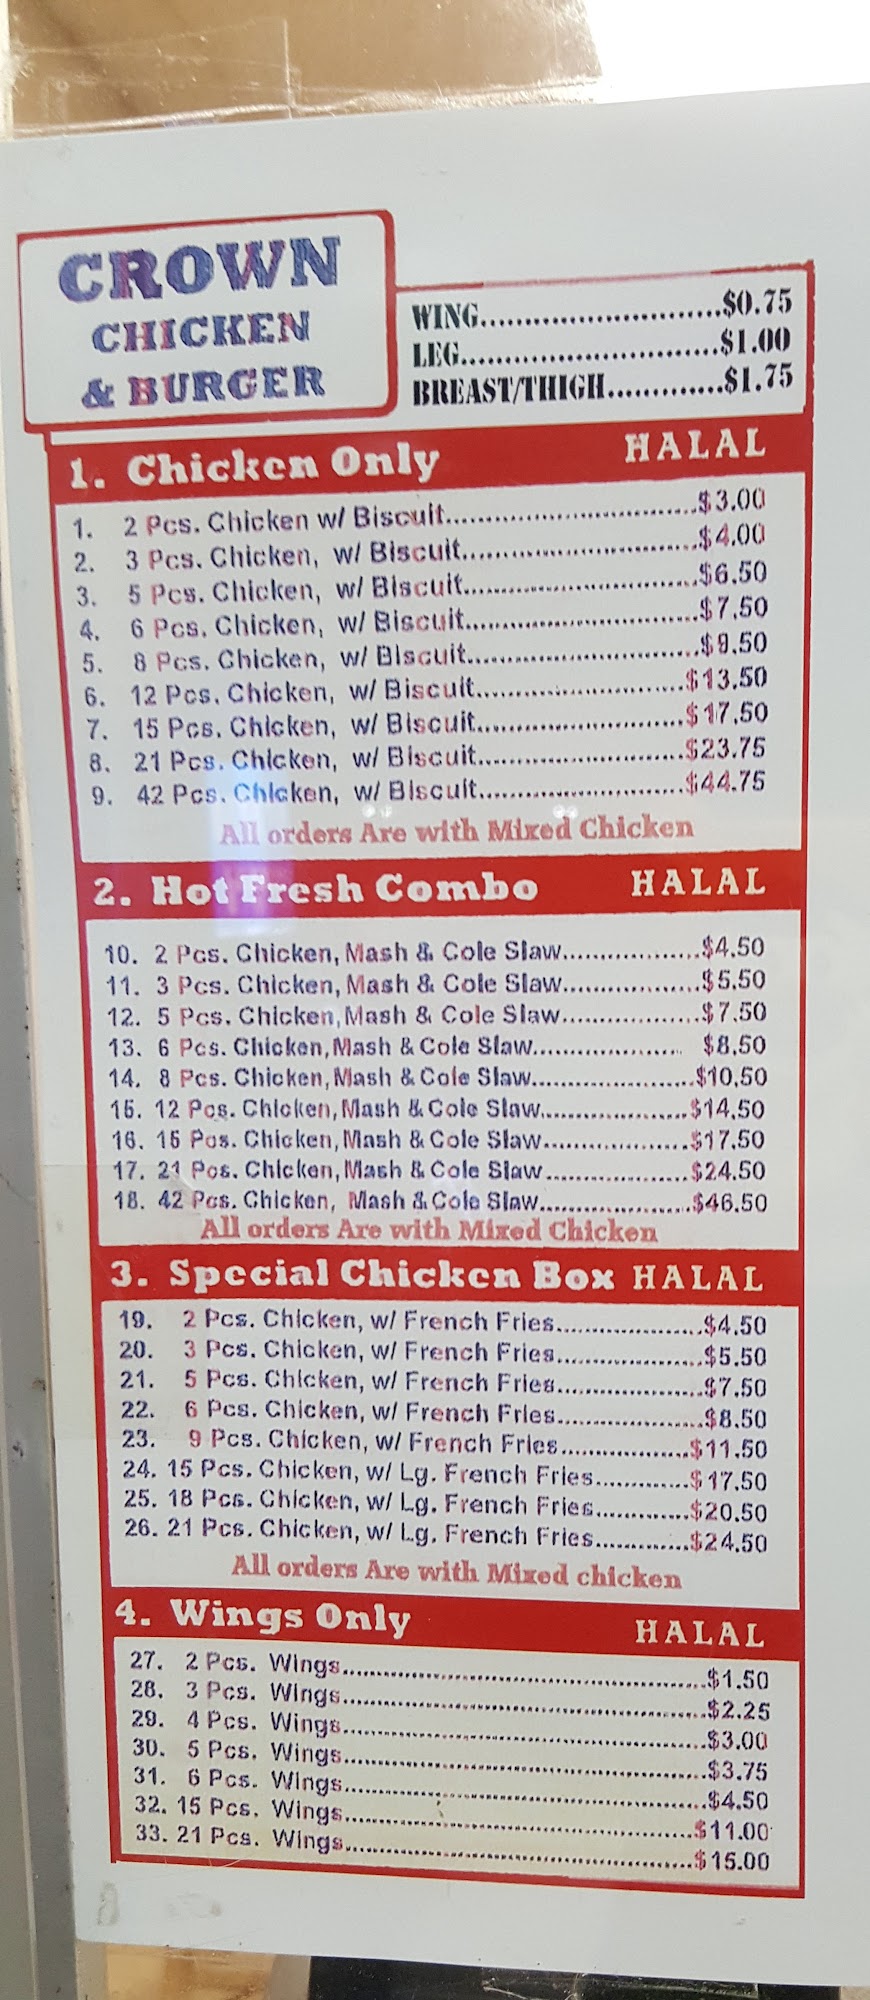 CROWN
CHICKEN
& BURGER
WING...........................$0.75
LEG.............................$1.00
BREAST/THIGH.............$1.75
1. Chicken Only HALAL
1. 2 Pcs. Chicken w/ Biscuit...............................$3.00
2. 3 Pcs. Chicken, w/ Biscuit.............................$4.00
3. 5 Pcs. Chicken, w/ Biscuit.............................$6.50
4. 6 Pcs. Chicken, w/ Biscuit.............................$7.50
5. 8 Pcs. Chicken, w/ Biscuit.............................$9.50
6. 12 Pcs. Chicken, w/ Biscuit..........................$13.50
7. 15 Pcs. Chicken, w/ Biscuit..........................$17.50
8. 21 Pcs. Chicken, w/ Biscuit..........................$23.75
9. 42 Pcs. Chicken, w/ Biscuit..........................$44.75
All orders Are with Mixed Chicken
2. Hot Fresh Combo HALAL
10. 2 Pcs. Chicken, Mash & Cole Slaw...................$4.50
11. 3 Pcs. Chicken, Mash & Cole Slaw...................$5.50
12. 5 Pcs. Chicken, Mash & Cole Slaw...................$7.50
13. 6 Pcs. Chicken, Mash & Cole Slaw.................... $8.50
14. 8 Pcs. Chicken, Mash & Cole Slaw......................$10.50
15. 12 Pcs. Chicken, Mash & Cole Slaw....................$14.50
16. 15 Pcs. Chicken, Mash & Cole Slaw....................$17.50
17. 21 Pcs. Chicken, Mash & Cole Slaw...................$24.50
18. 42 Pcs. Chicken, Mash & Cole Slaw.....................$46.50
All orders Are with Mixed Chicken
3. Special Chicken Box HALAL
19. 2 Pcs. Chicken, w/ French Fries.....................$4.50
20. 3 Pcs. Chicken, w/ French Fries.....................$5.50
21. 5 Pcs. Chicken, w/ French Fries.....................$7.50
22. 6 Pcs. Chicken, w/ French Fries.....................$8.50
23. 9 Pcs. Chicken, w/ French Fries..................$11.50
24. 15 Pcs. Chicken, w/ Lg. French Fries.............$17.50
25. 18 Pcs. Chicken, w/ Lg. French Fries.............$20.50
26. 21 Pcs. Chicken, w/ Lg. French Fries.............$24.50
All orders Are with Mixed chicken
4. Wings Only HALAL
27. 2 Pcs. Wings..................................................$1.50
28. 3 Pcs. Wings..................................................$2.25
29. 4 Pcs. Wings..................................................$3.00
30. 5 Pcs. Wings..................................................$3.75
31. 6 Pcs. Wings..................................................$4.50
32. 15 Pcs. Wings................................................$11.00
33. 21 Pcs. Wings................................................$15.00